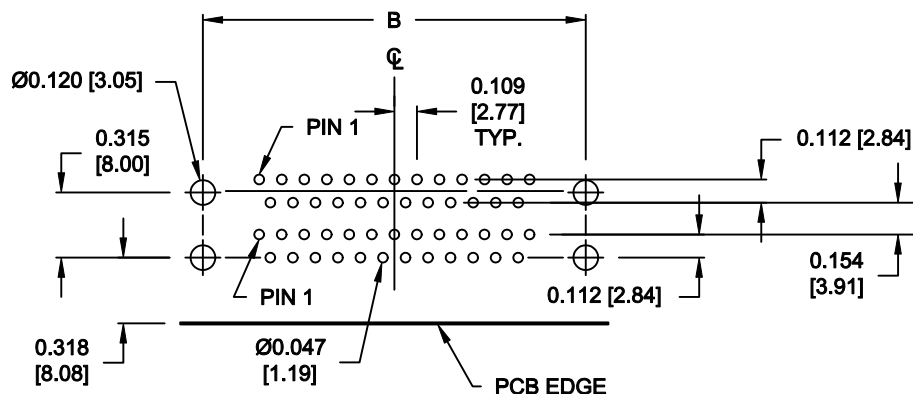 B
℄
Ø0.120 [3.05]
0.109
[2.77]
TYP.
PIN 1
0.315
[8.00]
0.112 [2.84]
0.154
[3.91]
PIN 1
0.112 [2.84]
0.318
[8.08]
Ø0.047
[1.19]
PCB EDGE